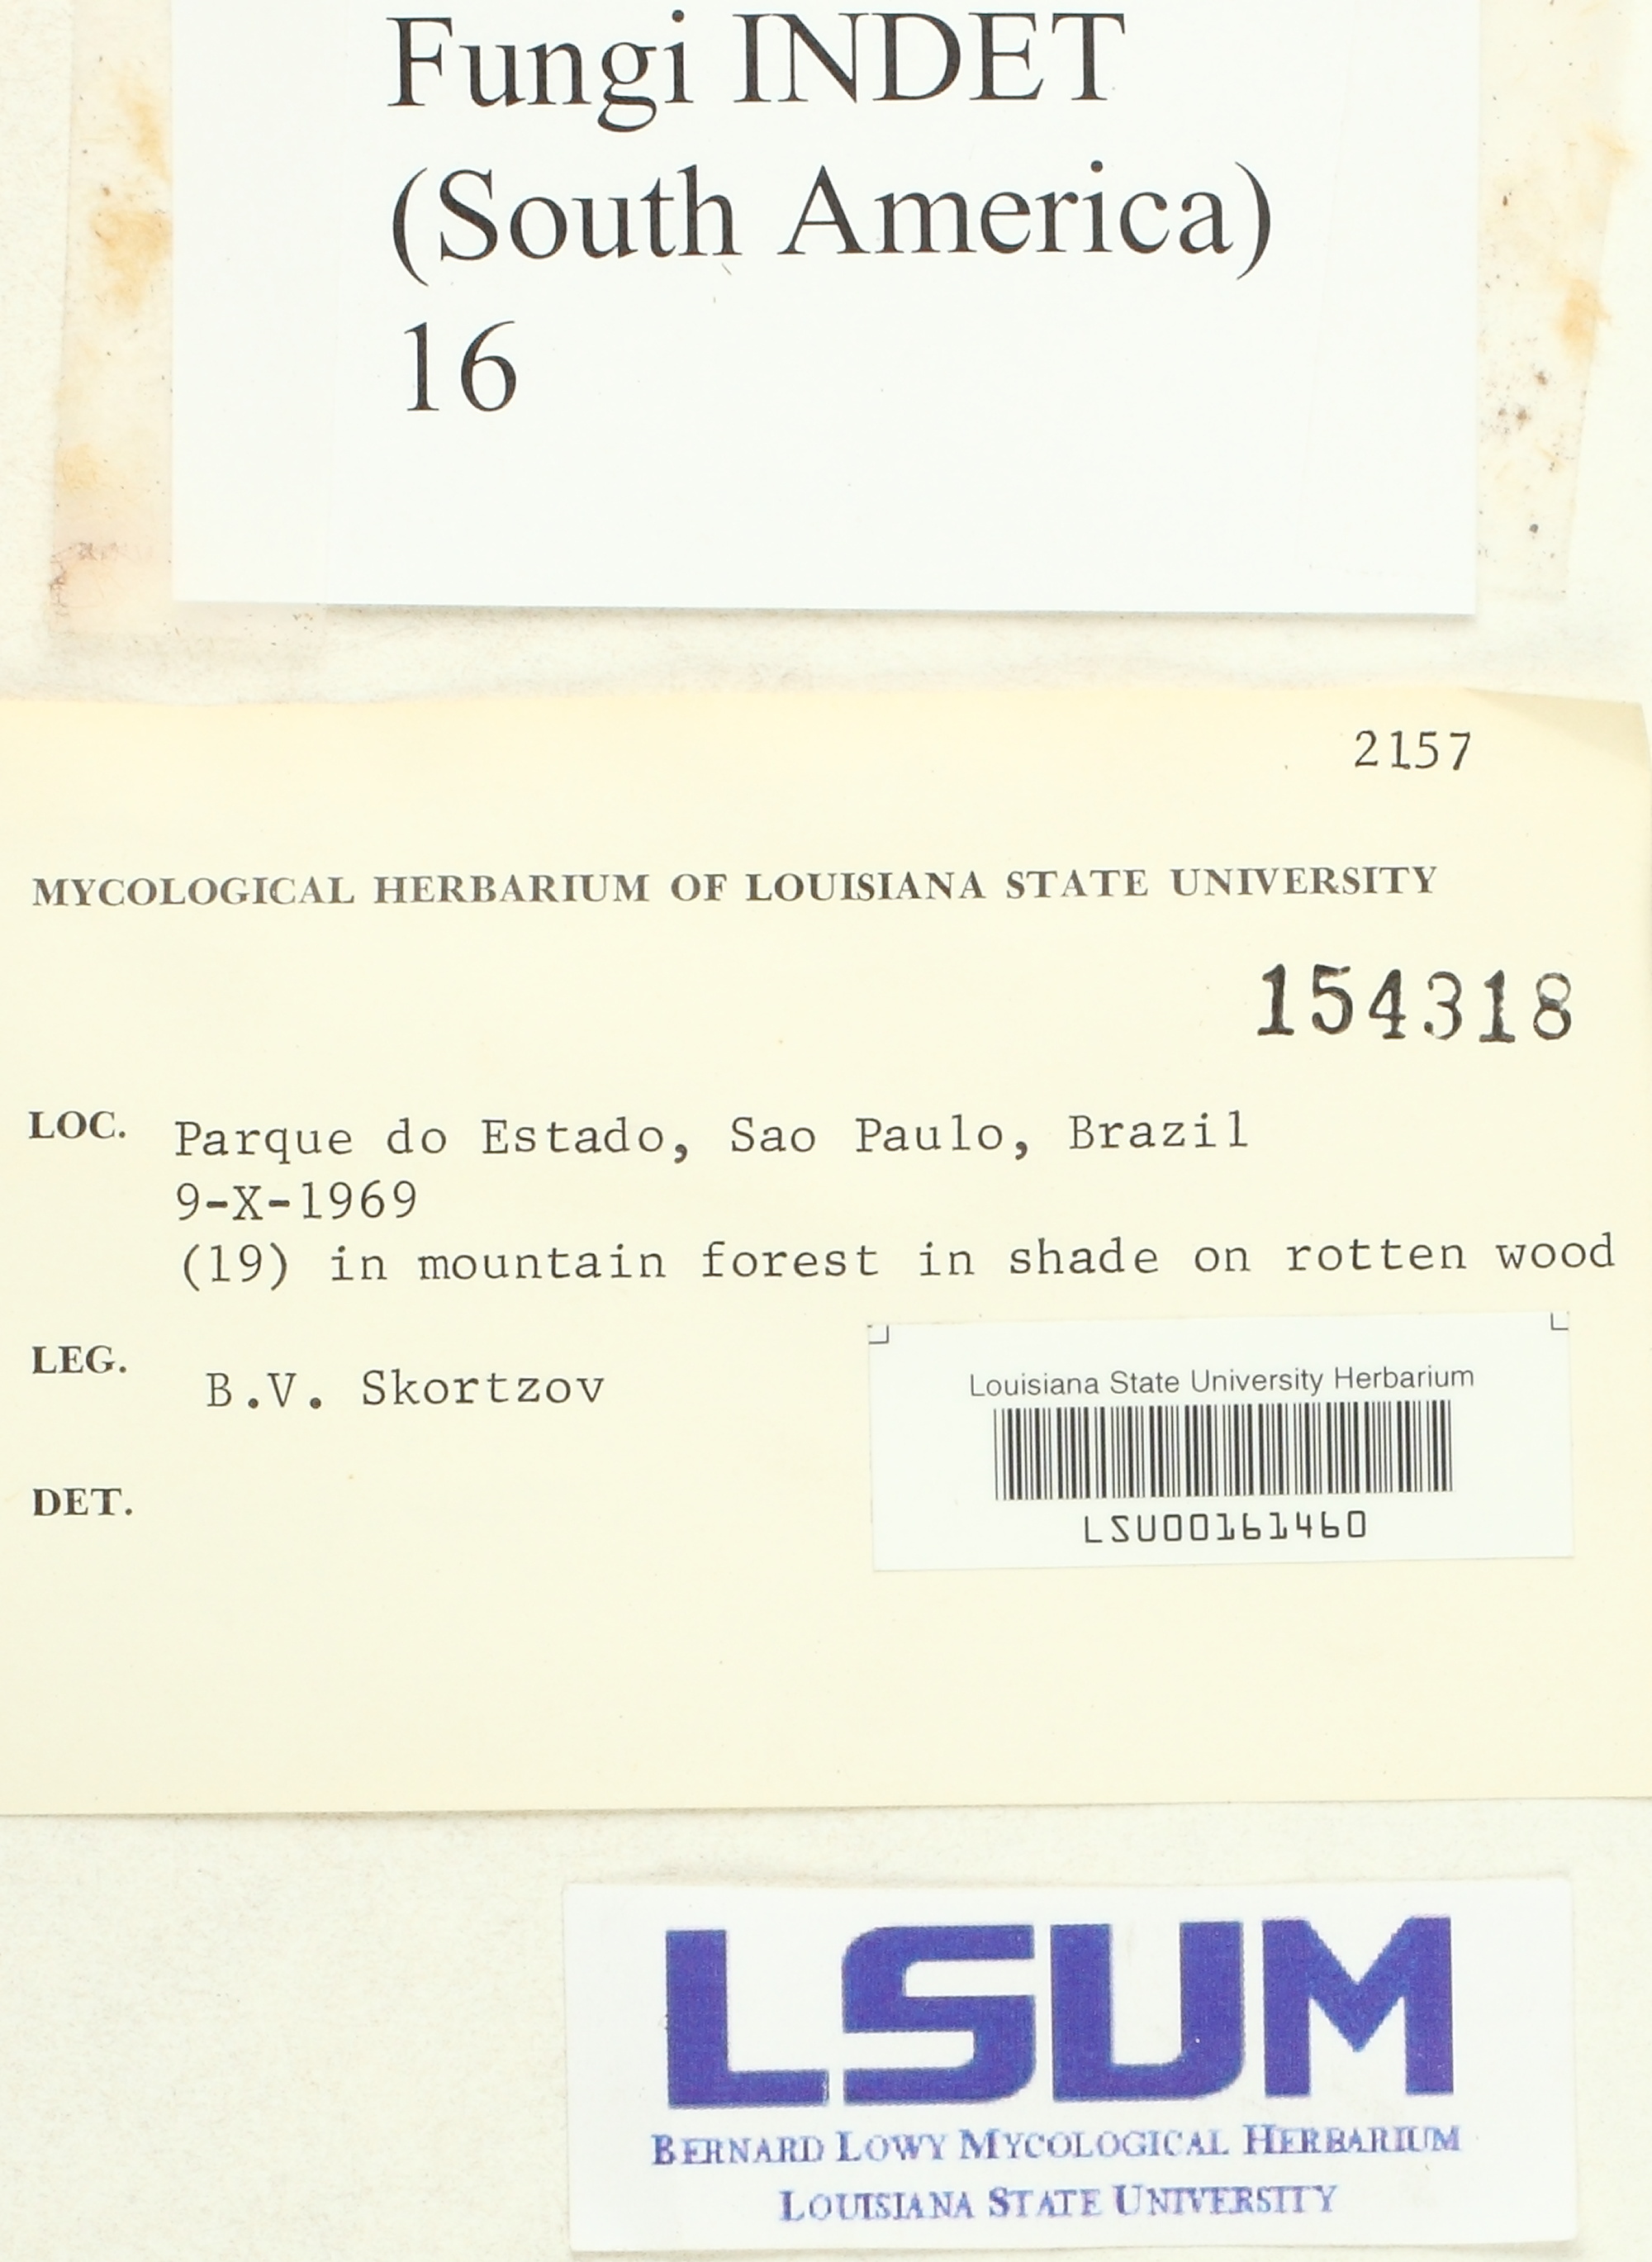 Fungi INDET
(South America)
16
2157
MYCOLOGICAL HERBARIUM OF LOUISIANA STATE UNIVERSITY
154318
LOC. Parque do Estado, Sao Paulo, Brazil
9-X-1969
(19) in mountain forest in shade on rotten wood
LEG. B.V. Skortzov
Louisiana State University Herbarium
LSU00161460
DET.
LSUM
BERNARD LOWY MYCOLOGICAL HERBARIUM
LOUISIANA STATE UNIVERSITY